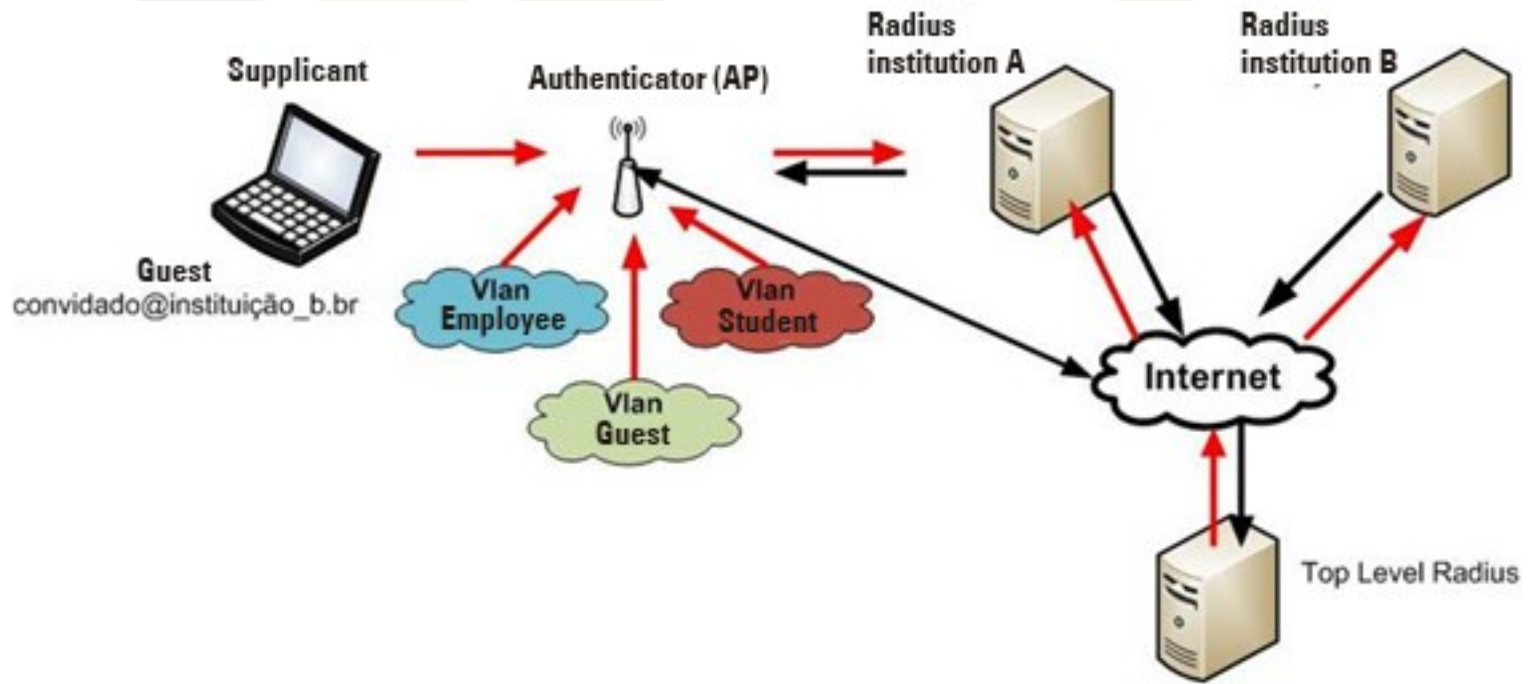 Supplicant
Guest
convidado@instituição_b.br
Authenticator (AP)
Vlan
Employee
Vlan
Guest
Vlan
Student
Radius
institution A
Radius
institution B
Internet
Top Level Radius